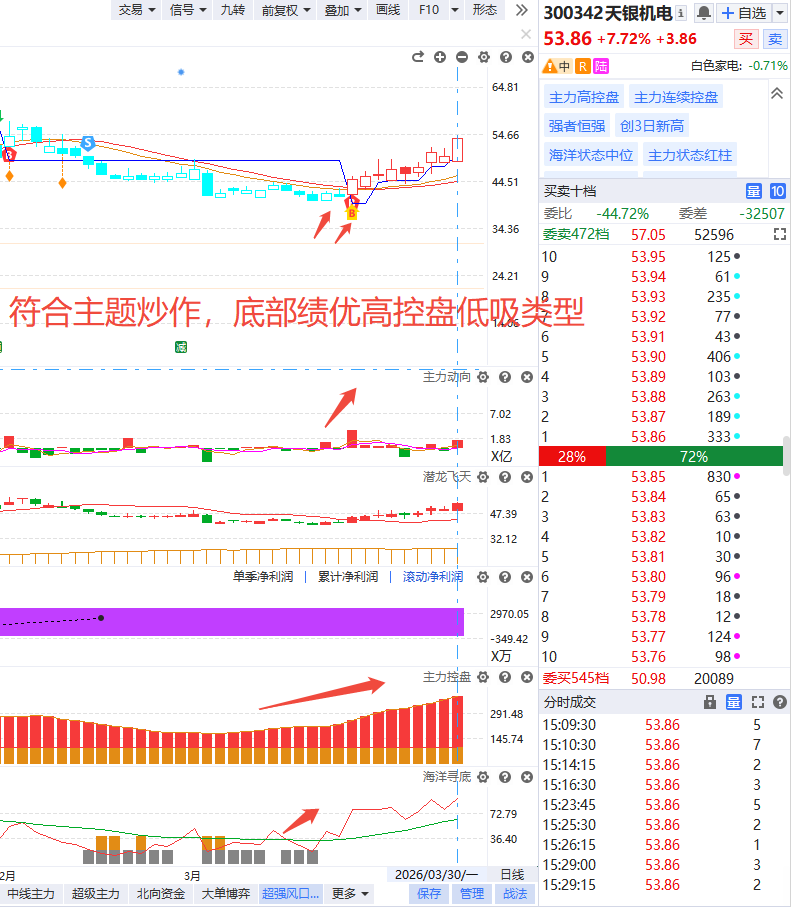 交易 信号 九转 前复权 叠加 画线 F10 形态
300342天银机电
+自选
53.86 +7.72% +3.86
买 卖
中 R 陆 白色家电: -0.71%
主力高控盘 主力连续控盘
强者恒强 创3日新高
海洋状态中位 主力状态红柱
买卖十档 量 10
委比 -44.72% 委差 -32507
委卖472档 57.05 52596
10 53.95 125
9 53.94 61
8 53.93 235
7 53.92 77
6 53.91 43
5 53.90 406
4 53.89 103
3 53.88 263
2 53.87 189
1 53.86 333
28% 72%
1 53.85 830
2 53.84 65
3 53.83 63
4 53.82 10
5 53.81 30
6 53.80 96
7 53.79 18
8 53.78 12
9 53.77 124
10 53.76 98
委买545档 50.98 20089
分时成交 量
15:09:30 53.86 5
15:10:30 53.86 7
15:14:15 53.86 2
15:16:30 53.86 3
15:23:45 53.86 5
15:25:30 53.86 2
15:26:15 53.86 1
15:29:00 53.86 3
15:29:15 53.86 2
64.81
54.66
44.51
34.36
24.21
14.06
S
B
符合主题炒作，底部绩优高控盘低吸类型
减
主力动向
7.02
1.83
X亿
潜龙飞天
47.39
32.12
单季净利润 | 累计净利润 | 滚动净利润
2970.05
-349.42
X万
主力控盘
291.48
145.74
海洋寻底
72.79
36.40
2月 3月 2026/03/30/一 日线
中线主力 超级主力 北向资金 大单博弈 超强风口... 更多 保存 管理 战法